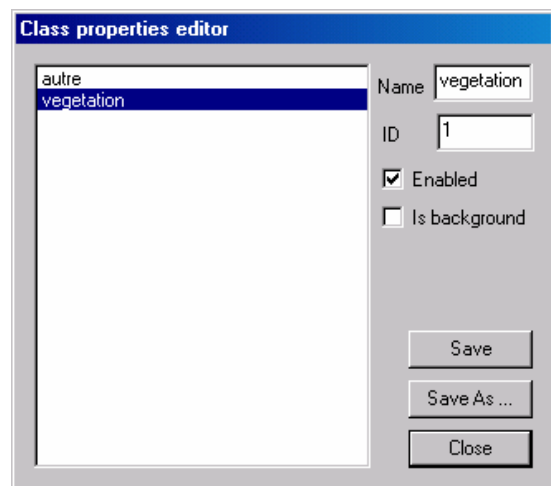 Class properties editor
autre
vegetation
Name vegetation
ID 1
Enabled
Is background
Save
Save As ...
Close